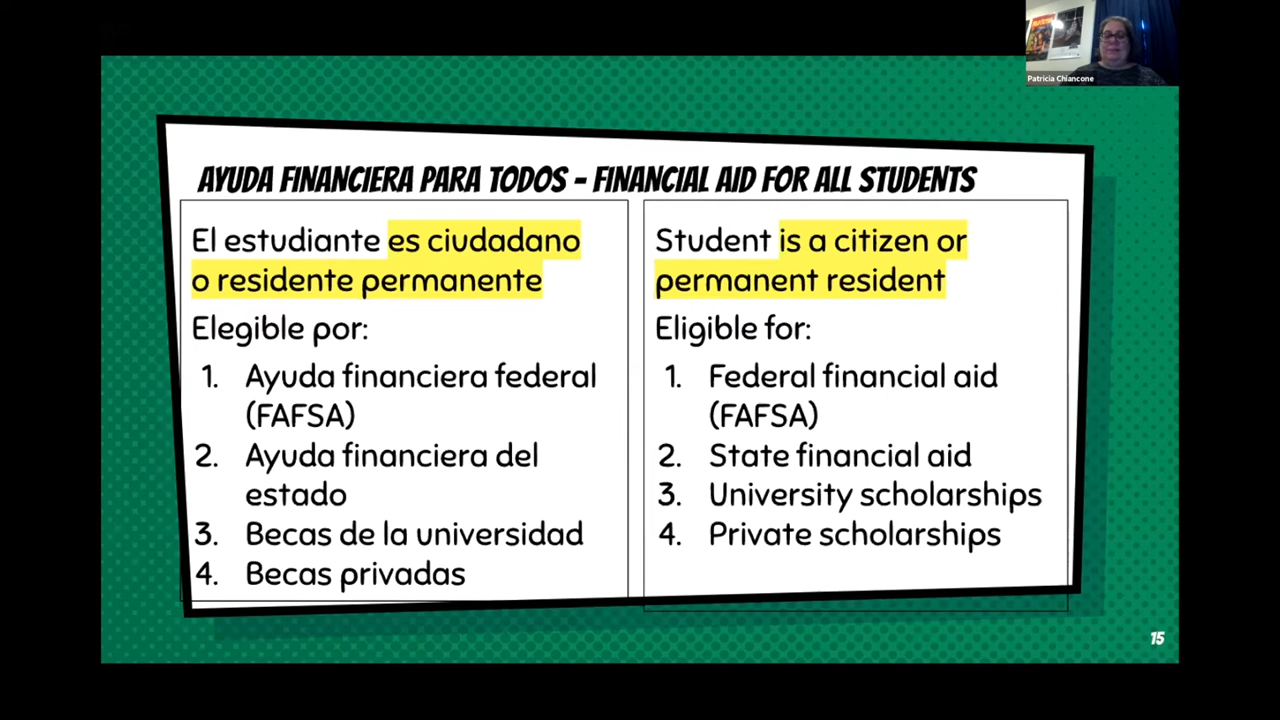 Patricia Chiancone
AYUDA FINANCIERA PARA TODOS - FINANCIAL AID FOR ALL STUDENTS
El estudiante es ciudadano
o residente permanente
Elegible por:
1. Ayuda financiera federal
(FAFSA)
2. Ayuda financiera del
estado
3. Becas de la universidad
4. Becas privadas
Student is a citizen or
permanent resident
Eligible for:
1. Federal financial aid
(FAFSA)
2. State financial aid
3. University scholarships
4. Private scholarships
15